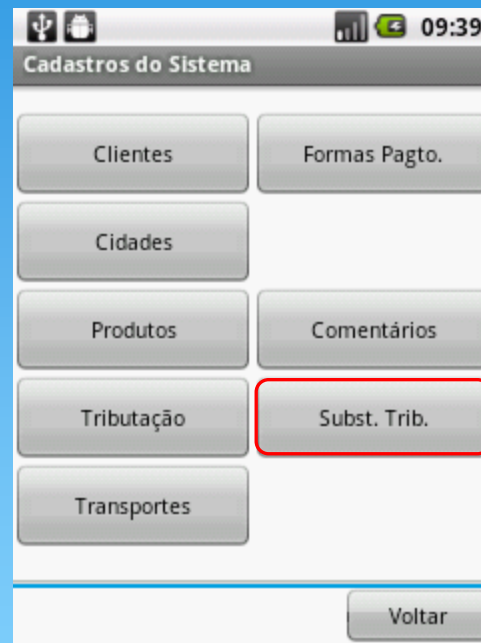 09:39
Cadastros do Sistema
Clientes
Formas Pagto.
Cidades
Produtos
Comentários
Tributação
Subst. Trib.
Transportes
Voltar